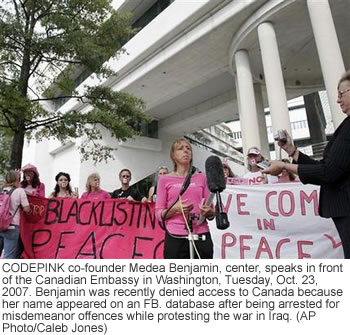 BLACKLISTING
PEACE
WE COME
IN
PEACE
CODEPINK co-founder Medea Benjamin, center, speaks in front
of the Canadian Embassy in Washington, Tuesday, Oct. 23,
2007. Benjamin was recently denied access to Canada because
her name appeared on an FB. database after being arrested for
misdemeanor offences while protesting the war in Iraq. (AP
Photo/Caleb Jones)